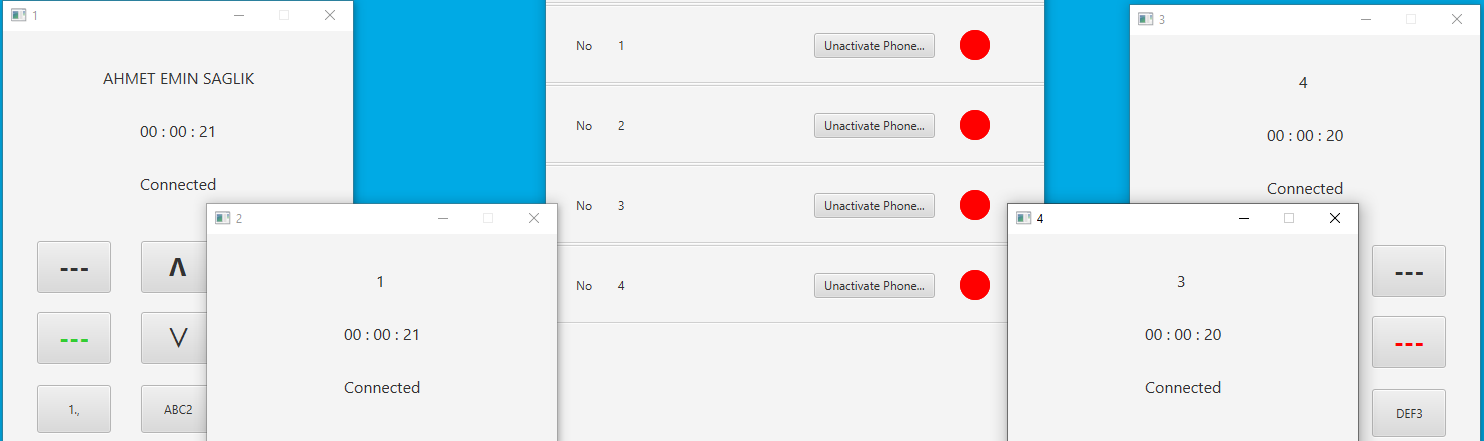 1
AHMET EMIN SAGLIK
00 : 00 : 21
Connected
---
Λ
---
V
1.,
ABC2
2
1
00 : 00 : 21
Connected
No 1 Unactivate Phone...
No 2 Unactivate Phone...
No 3 Unactivate Phone...
No 4 Unactivate Phone...
3
4
00 : 00 : 20
Connected
---
---
DEF3
4
3
00 : 00 : 20
Connected